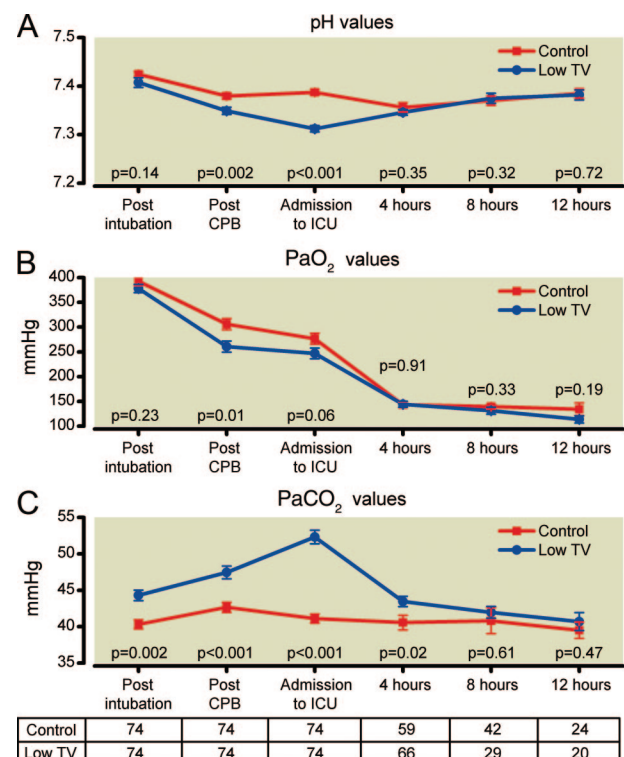 A
pH values
7.5
7.4
7.3
7.2
Control
Low TV
p=0.14 p=0.002 p<0.001 p=0.35 p=0.32 p=0.72
Post intubation
Post CPB
Admission to ICU
4 hours
8 hours
12 hours
B
PaO₂ values
mmHg
400
350
300
250
200
150
100
Control
Low TV
p=0.91
p=0.33 p=0.19
p=0.23 p=0.01 p=0.06
Post intubation
Post CPB
Admission to ICU
4 hours
8 hours
12 hours
C
PaCO₂ values
mmHg
55
45
40
35
Control
Low TV
p=0.002 p<0.001 p<0.001 p=0.02 p=0.61 p=0.47
Post intubation
Post CPB
Admission to ICU
4 hours
8 hours
12 hours
Control 74 74 74 59 42 24
Low TV 74 74 74 66 29 20